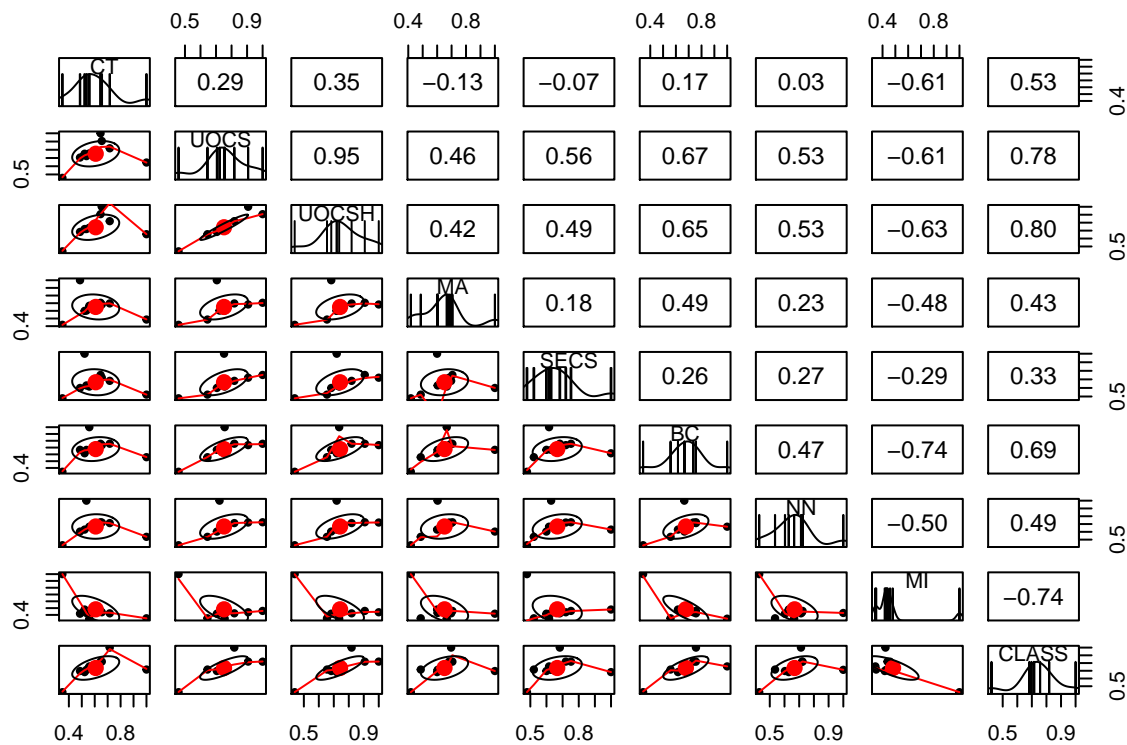 0.5 0.9 0.4 0.8 0.4 0.8 0.4 0.8
CT 0.29 0.35 −0.13 −0.07 0.17 0.03 −0.61 0.53 0.4
0.5 UOCS 0.95 0.46 0.56 0.67 0.53 −0.61 0.78
UOCSH 0.42 0.49 0.65 0.53 −0.63 0.80 0.5
0.4 MA 0.18 0.49 0.23 −0.48 0.43
SECS 0.26 0.27 −0.29 0.33 0.5
0.4 BC 0.47 −0.74 0.69
NN −0.50 0.49 0.5
0.4 MI −0.74
CLASS 0.5
0.4 0.8 0.5 0.9 0.5 0.8 0.5 0.9 0.5 0.9